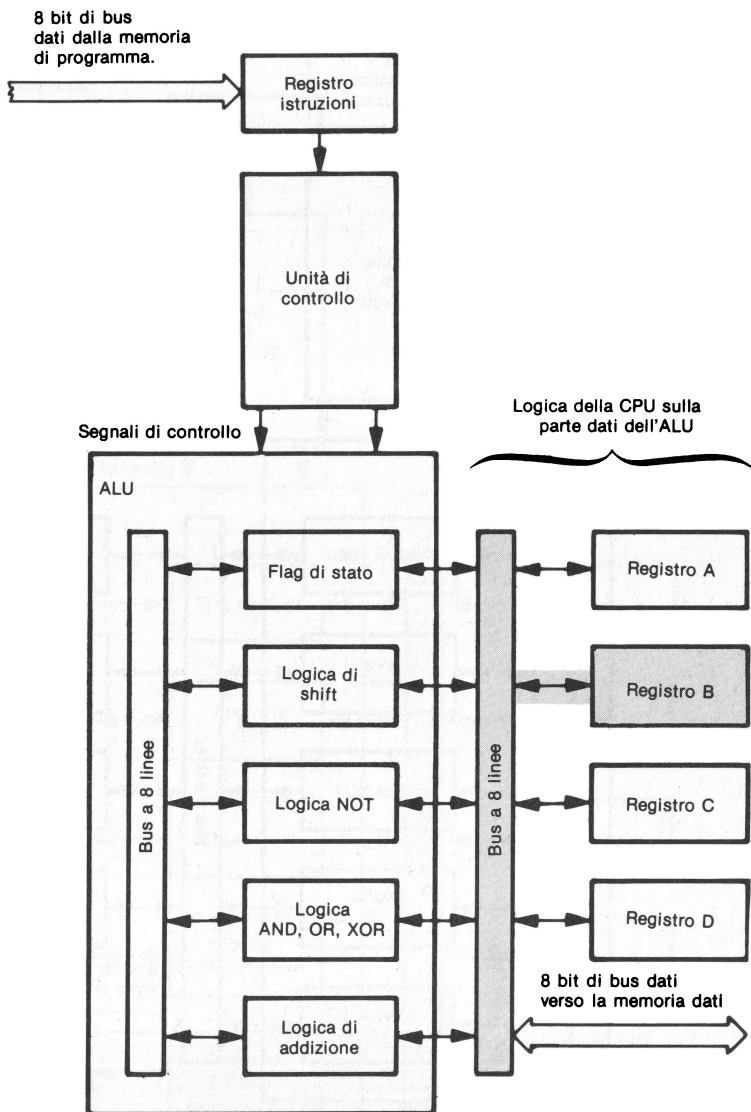 8 bit di bus
dati dalla memoria
di programma.
Registro
istruzioni
Unità di
controllo
Segnali di controllo
Logica della CPU sulla
parte dati dell'ALU
ALU
Bus a 8 linee
Flag di stato
Logica di
shift
Logica NOT
Logica
AND, OR, XOR
Logica di
addizione
Bus a 8 linee
Registro A
Registro B
Registro C
Registro D
8 bit di bus dati
verso la memoria dati